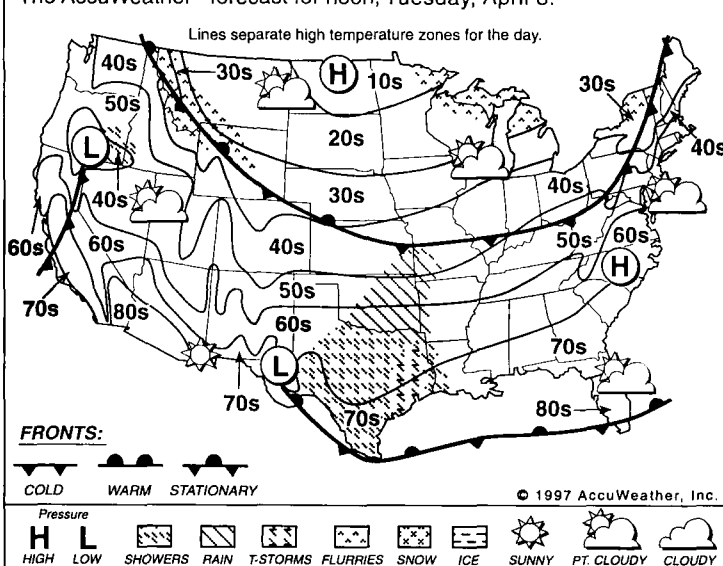 The AccuWeather® forecast for noon, Tuesday, April 8.
Lines separate high temperature zones for the day.
40s
30s
H
10s
30s
50s
20s
L
40s
40s
30s
40s
60s
60s
40s
50s
60s
H
70s
80s
50s
60s
70s
L
70s
70s
80s
FRONTS:
COLD WARM STATIONARY
© 1997 AccuWeather, Inc.
Pressure
H L
HIGH LOW SHOWERS RAIN T-STORMS FLURRIES SNOW ICE SUNNY PT. CLOUDY CLOUDY